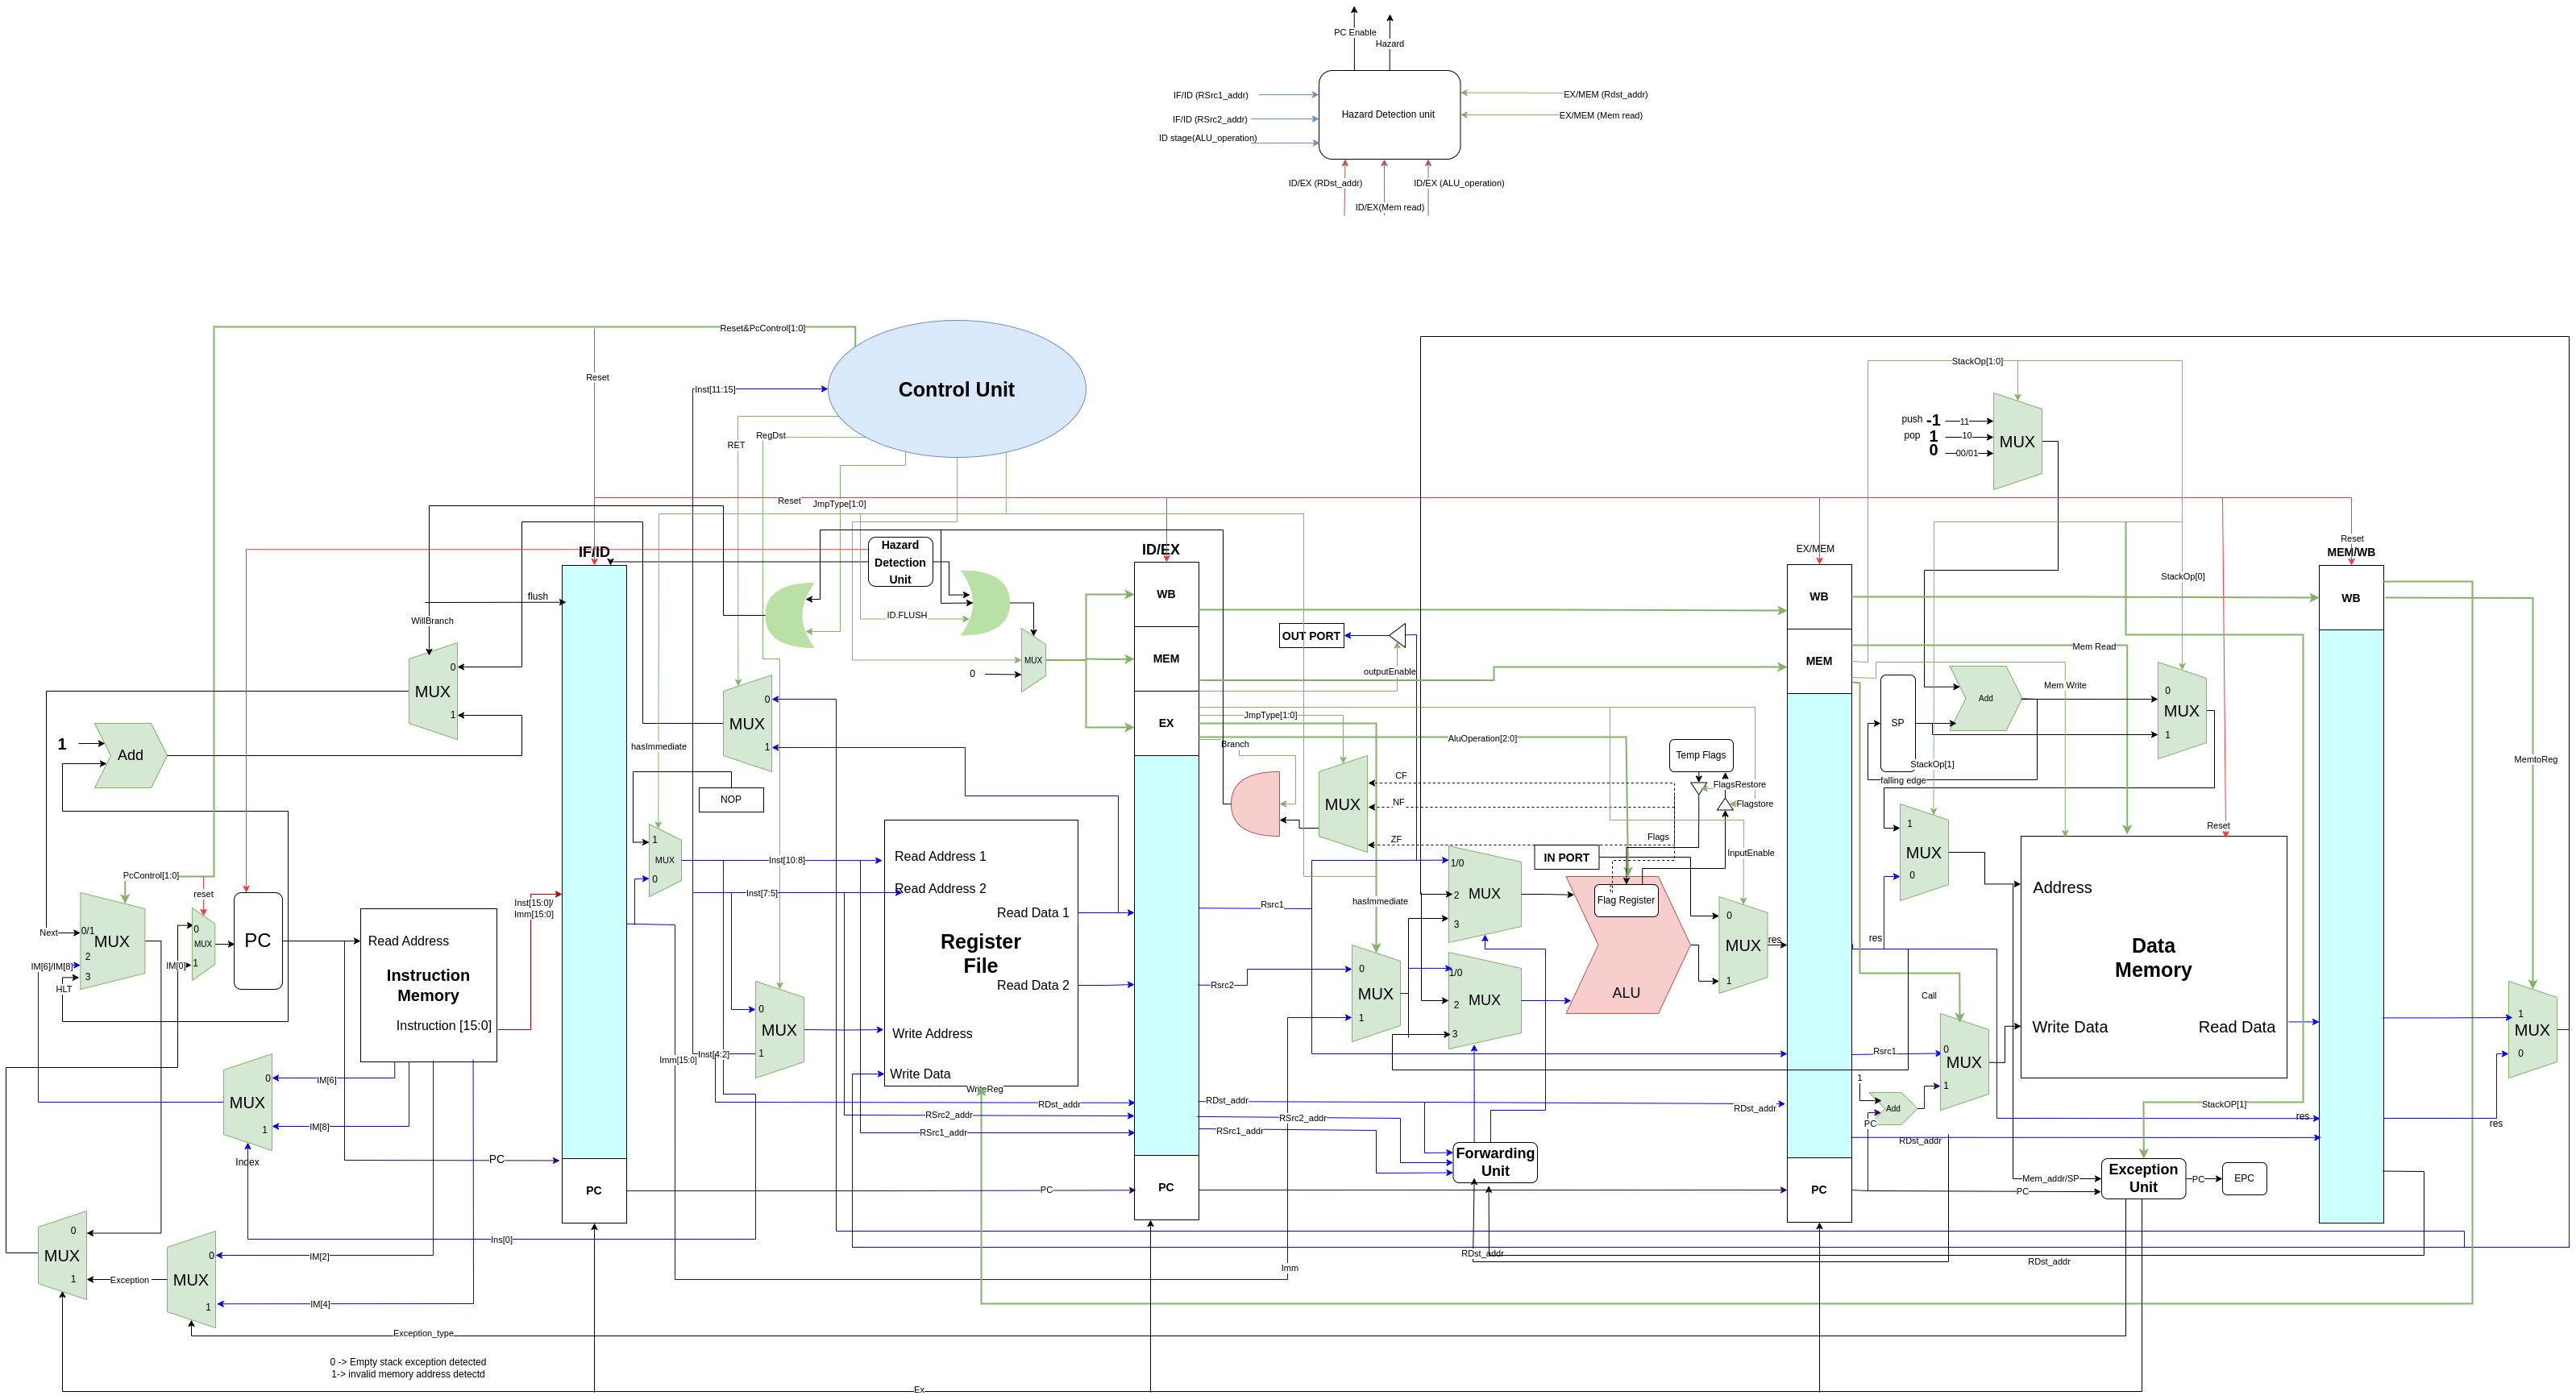 PC Enable
Hazard
IF/ID (RSrc1_addr)
IF/ID (RSrc2_addr)
ID stage(ALU_operation)
Hazard Detection unit
EX/MEM (Rdst_addr)
EX/MEM (Mem read)
ID/EX (RDst_addr)
ID/EX(Mem read)
ID/EX (ALU_operation)
Reset&PcControl[1:0]
Reset
Control Unit
Inst[11:15]
RET
RegDst
Reset
JmpType[1:0]
StackOp[1:0]
push
-1
11
pop
1
10
0
00/01
MUX
IF/ID
Hazard
Detection
Unit
ID/EX
EX/MEM
Reset
MEM/WB
flush
ID.FLUSH
WillBranch
WB
MEM
EX
WB
MEM
WB
StackOp[0]
0
MUX
1
MUX
0
OUT PORT
outputEnable
Mem Read
Mem Write
0
MUX
1
SP
Add
0
MUX
1
StackOp[1]
falling edge
1
Add
hasImmediate
NOP
JmpType[1:0]
Branch
AluOperation[2:0]
Temp Flags
FlagsRestore
Flagstore
MemtoReg
MUX
CF
NF
ZF
Flags
InputEnable
Reset
1
MUX
0
1
MUX
0
Inst[10:8]
Inst[7:5]
Read Address 1
Read Address 2
Read Data 1
Register
File
Read Data 2
Write Address
Write Data
WriteReg
PcControl[1:0]
reset
Next
0/1
MUX
2
3
IM[6]/IM[8]
HLT
0
MUX
1
IM[0]
PC
Read Address
Instruction
Memory
Instruction [15:0]
Inst[15:0]/
Imm[15:0]
Rsrc1
Rsrc2
hasImmediate
0
MUX
1
1/0
2
MUX
3
1/0
MUX
2
3
IN PORT
Flag Register
ALU
0
MUX
1
res
res
Address
Data
Memory
Write Data
Read Data
Call
0
MUX
1
Rsrc1
1
Add
PC
1
MUX
0
res
res
0
MUX
1
Inst[4:2]
Imm[15:0]
IM[6]
0
MUX
1
IM[8]
Index
RDst_addr
RSrc2_addr
RSrc1_addr
RDst_addr
RSrc2_addr
RSrc1_addr
RDst_addr
RDst_addr
StackOP[1]
Forwarding
Unit
PC
PC
PC
PC
PC
Mem_addr/SP
PC
Exception
Unit
PC
EPC
Ins[0]
0
MUX
1
Exception
0
MUX
1
IM[2]
IM[4]
Imm
RDst_addr
RDst_addr
Exception_type
0 -> Empty stack exception detected
1-> invalid memory address detectd
Ex